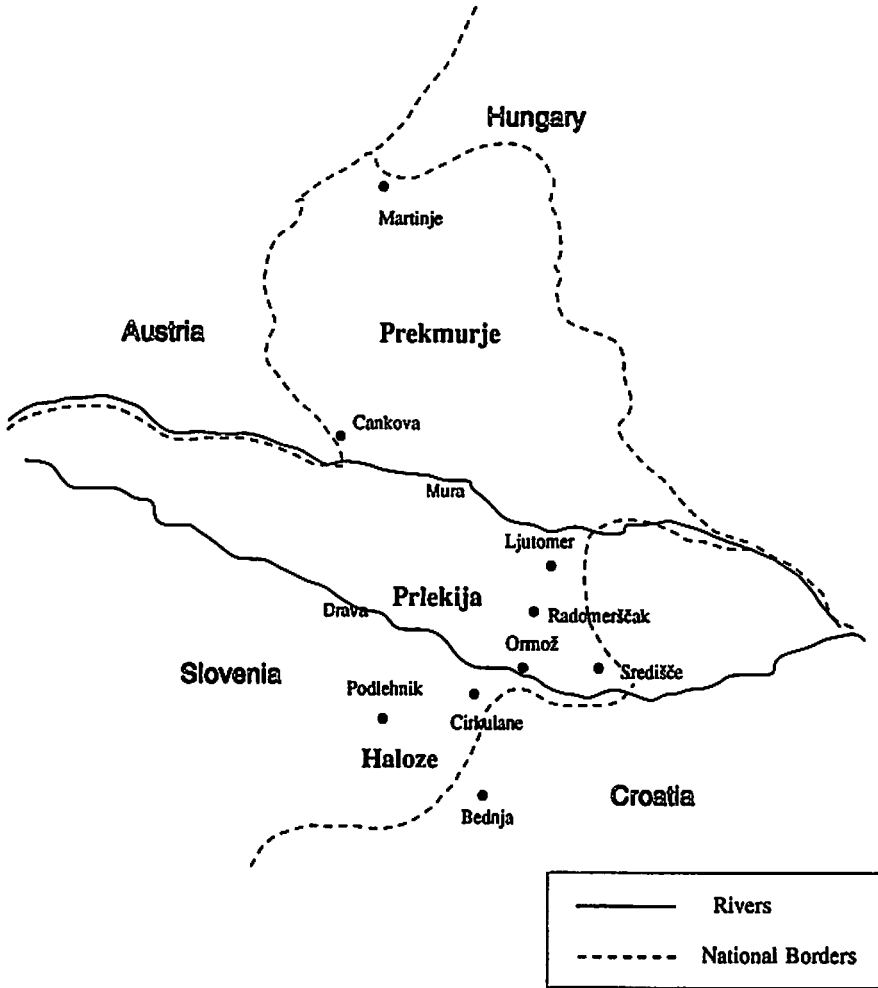 Hungary
Martinje
Austria
Prekmurje
Cankova
Mura
Ljutomer
Prlekija
Radomerščak
Drava
Ormož
Slovenia
Središče
Podlehnik
Cirkulane
Haloze
Croatia
Bednja
Rivers
National Borders